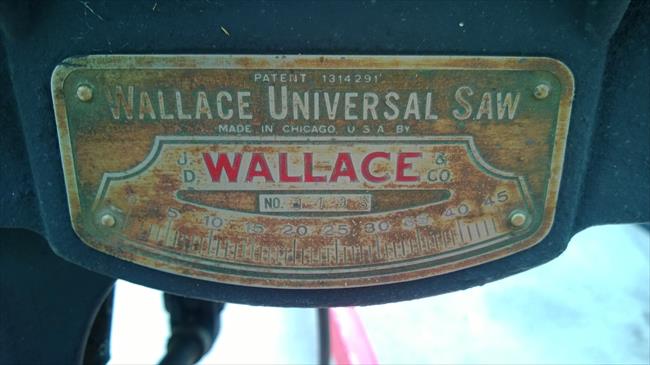 PATENT 1314291
WALLACE UNIVERSAL SAW
MADE IN CHICAGO, U.S.A. BY
J. D. WALLACE & CO.
NO.
5 10 15 20 25 30 35 40 45